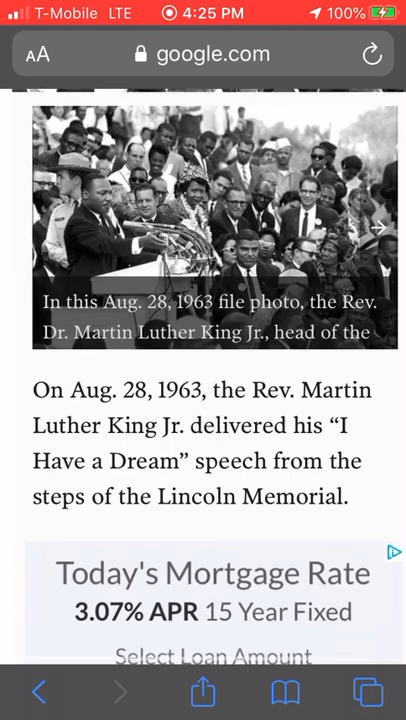 T-Mobile LTE 4:25 PM 100%
AA google.com
In this Aug. 28, 1963 file photo, the Rev.
Dr. Martin Luther King Jr., head of the
On Aug. 28, 1963, the Rev. Martin
Luther King Jr. delivered his “I
Have a Dream” speech from the
steps of the Lincoln Memorial.
Today's Mortgage Rate
3.07% APR 15 Year Fixed
Select Loan Amount